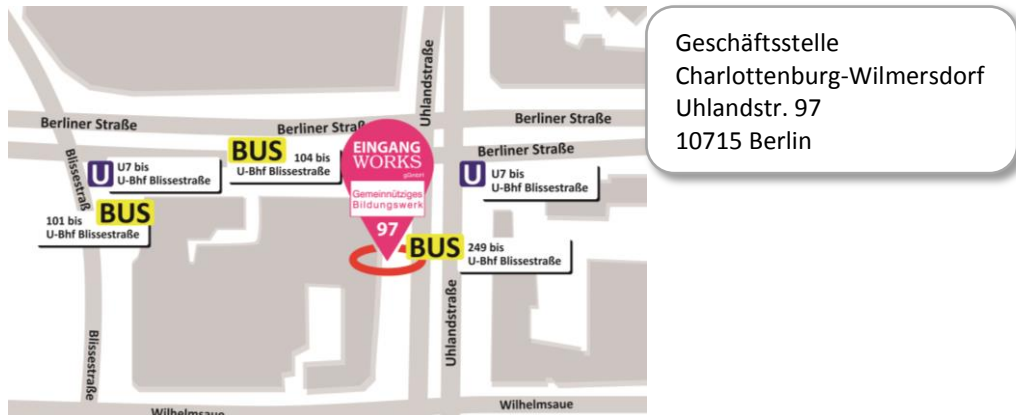 Geschäftsstelle
Charlottenburg-Wilmersdorf
Uhlandstr. 97
10715 Berlin
Uhlandstraße
Berliner Straße
Berliner Straße
Berliner Straße
Berliner Straße
EINGANG
WORKS
gGmbH
Gemeinnütziges
Bildungswerk
97
BUS
104 bis
U-Bhf Blissestraße
U
U7 bis
U-Bhf Blissestraße
U
U7 bis
U-Bhf Blissestraße
Blissestraß
BUS
101 bis
U-Bhf Blissestraße
BUS
249 bis
U-Bhf Blissestraße
Uhlandstraße
Blissestraße
Wilhelmsaue
Wilhelmsaue